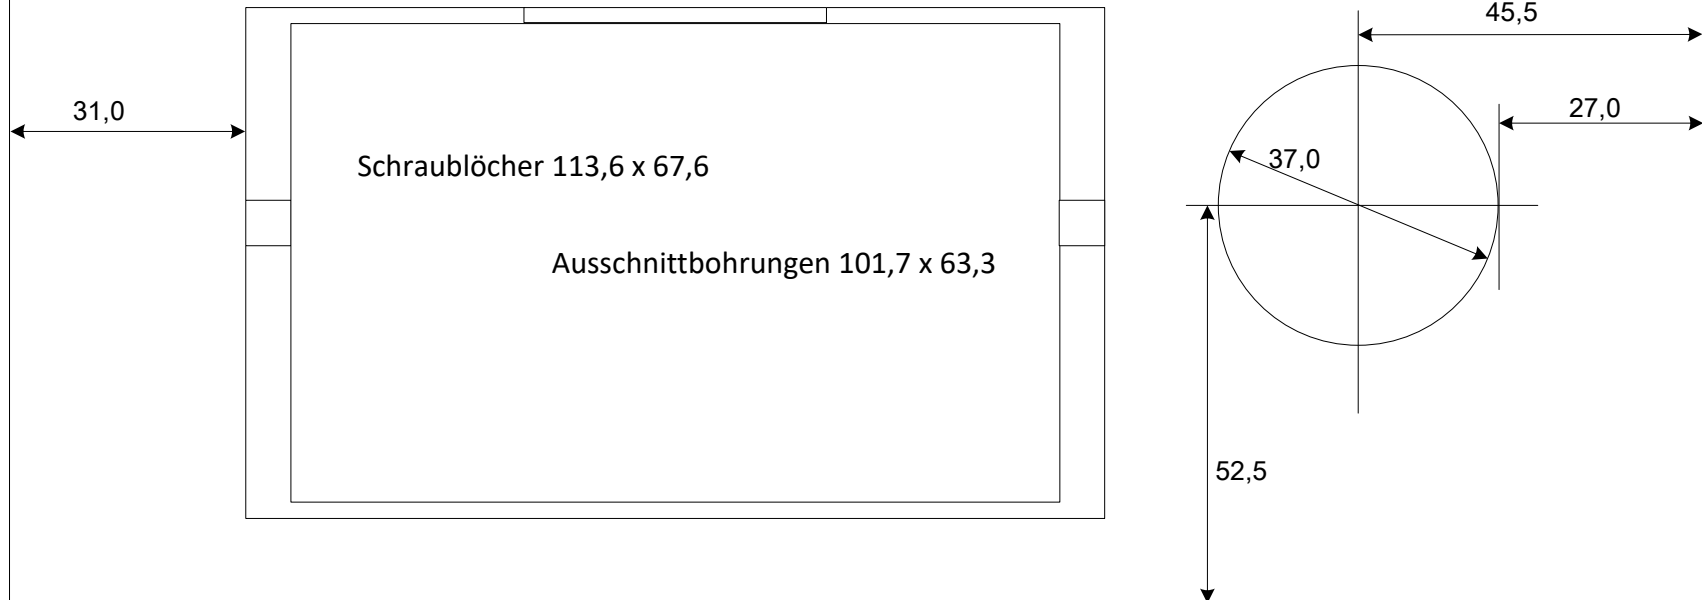 45,5
31,0
27,0
Schraublöcher 113,6 x 67,6
37,0
Ausschnittbohrungen 101,7 x 63,3
52,5